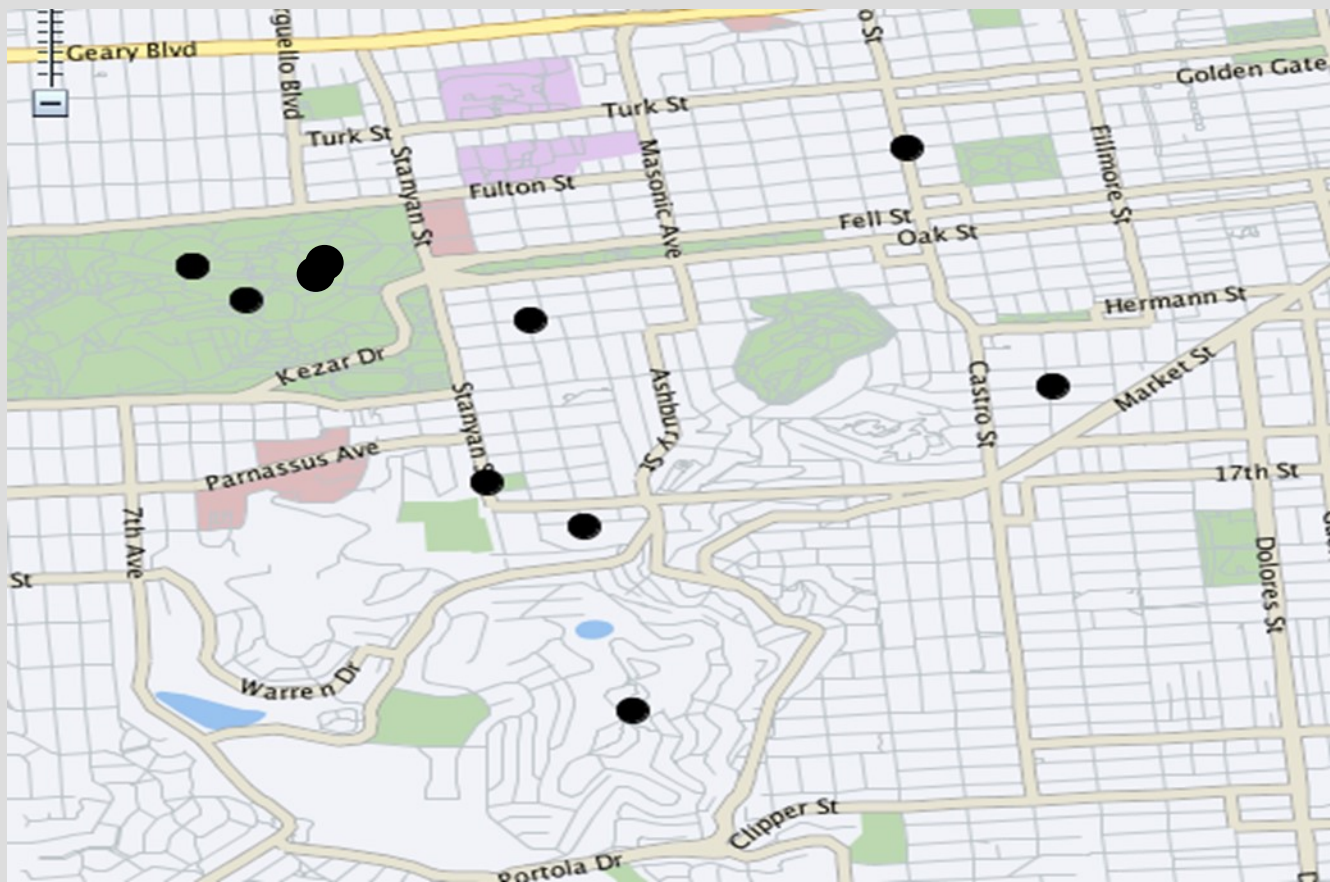 Geary Blvd
rguello Blvd
o St
Golden Gate
Turk St
Turk St
Stanyan St
Masonic Ave
Fillmore St
Fulton St
Fell St
Oak St
Hermann St
Kezar Dr
Stanyan S
Ashbury St
Castro St
Market St
Parnassus Ave
17th St
7th Ave
St
Dolores St
Warren Dr
Clipper St
Portola Dr
D